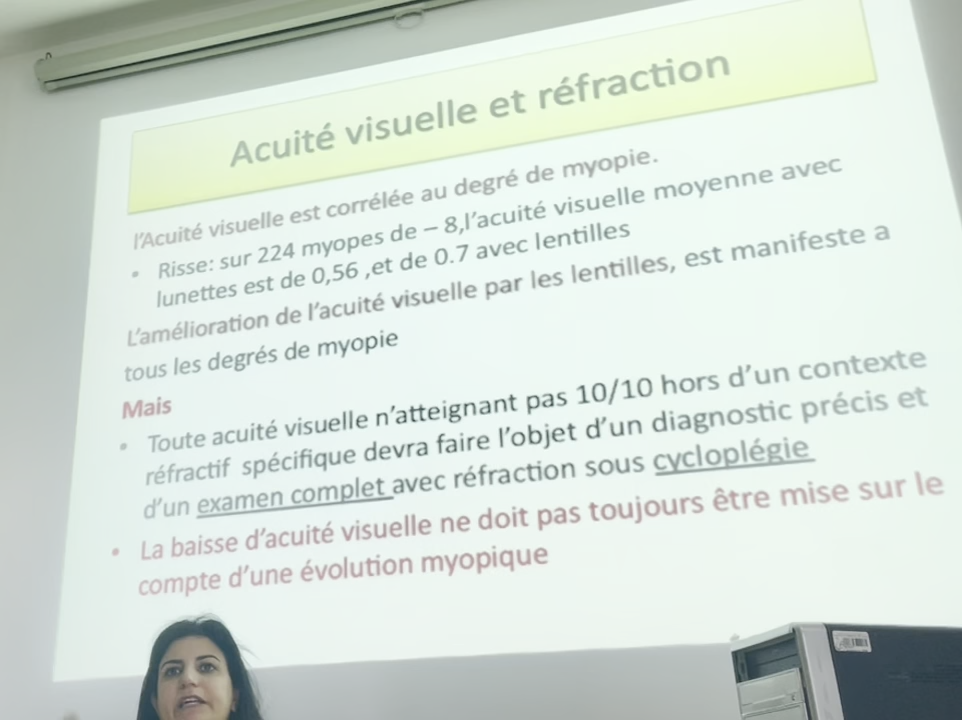 Acuité visuelle et réfraction
l'Acuité visuelle est corrélée au degré de myopie.
• Risse: sur 224 myopes de – 8,l'acuité visuelle moyenne avec
lunettes est de 0,56 ,et de 0.7 avec lentilles
L'amélioration de l'acuité visuelle par les lentilles, est manifeste a
tous les degrés de myopie
Mais
• Toute acuité visuelle n'atteignant pas 10/10 hors d'un contexte
réfractif spécifique devra faire l'objet d'un diagnostic précis et
d'un examen complet avec réfraction sous cycloplégie
• La baisse d'acuité visuelle ne doit pas toujours être mise sur le
compte d'une évolution myopique